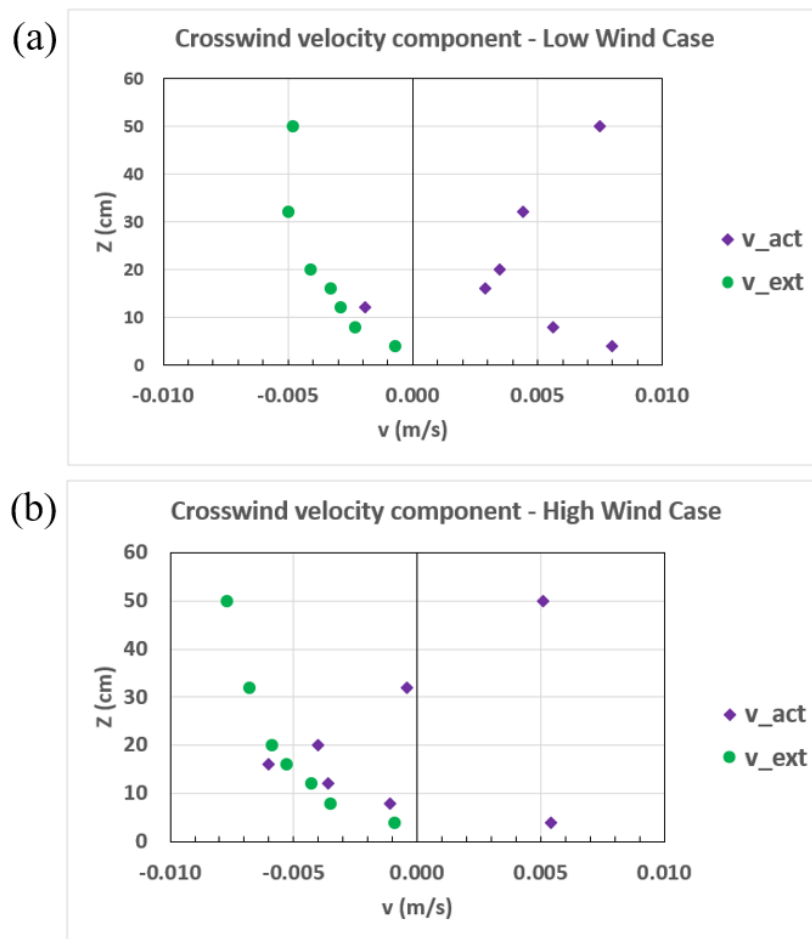 (a)
Crosswind velocity component - Low Wind Case
60
50
40
30
20
10
0
Z (cm)
-0.010 -0.005 0.000 0.005 0.010
v (m/s)
v_act
v_ext
(b)
Crosswind velocity component - High Wind Case
60
50
40
30
20
10
0
Z (cm)
-0.010 -0.005 0.000 0.005 0.010
v (m/s)
v_act
v_ext